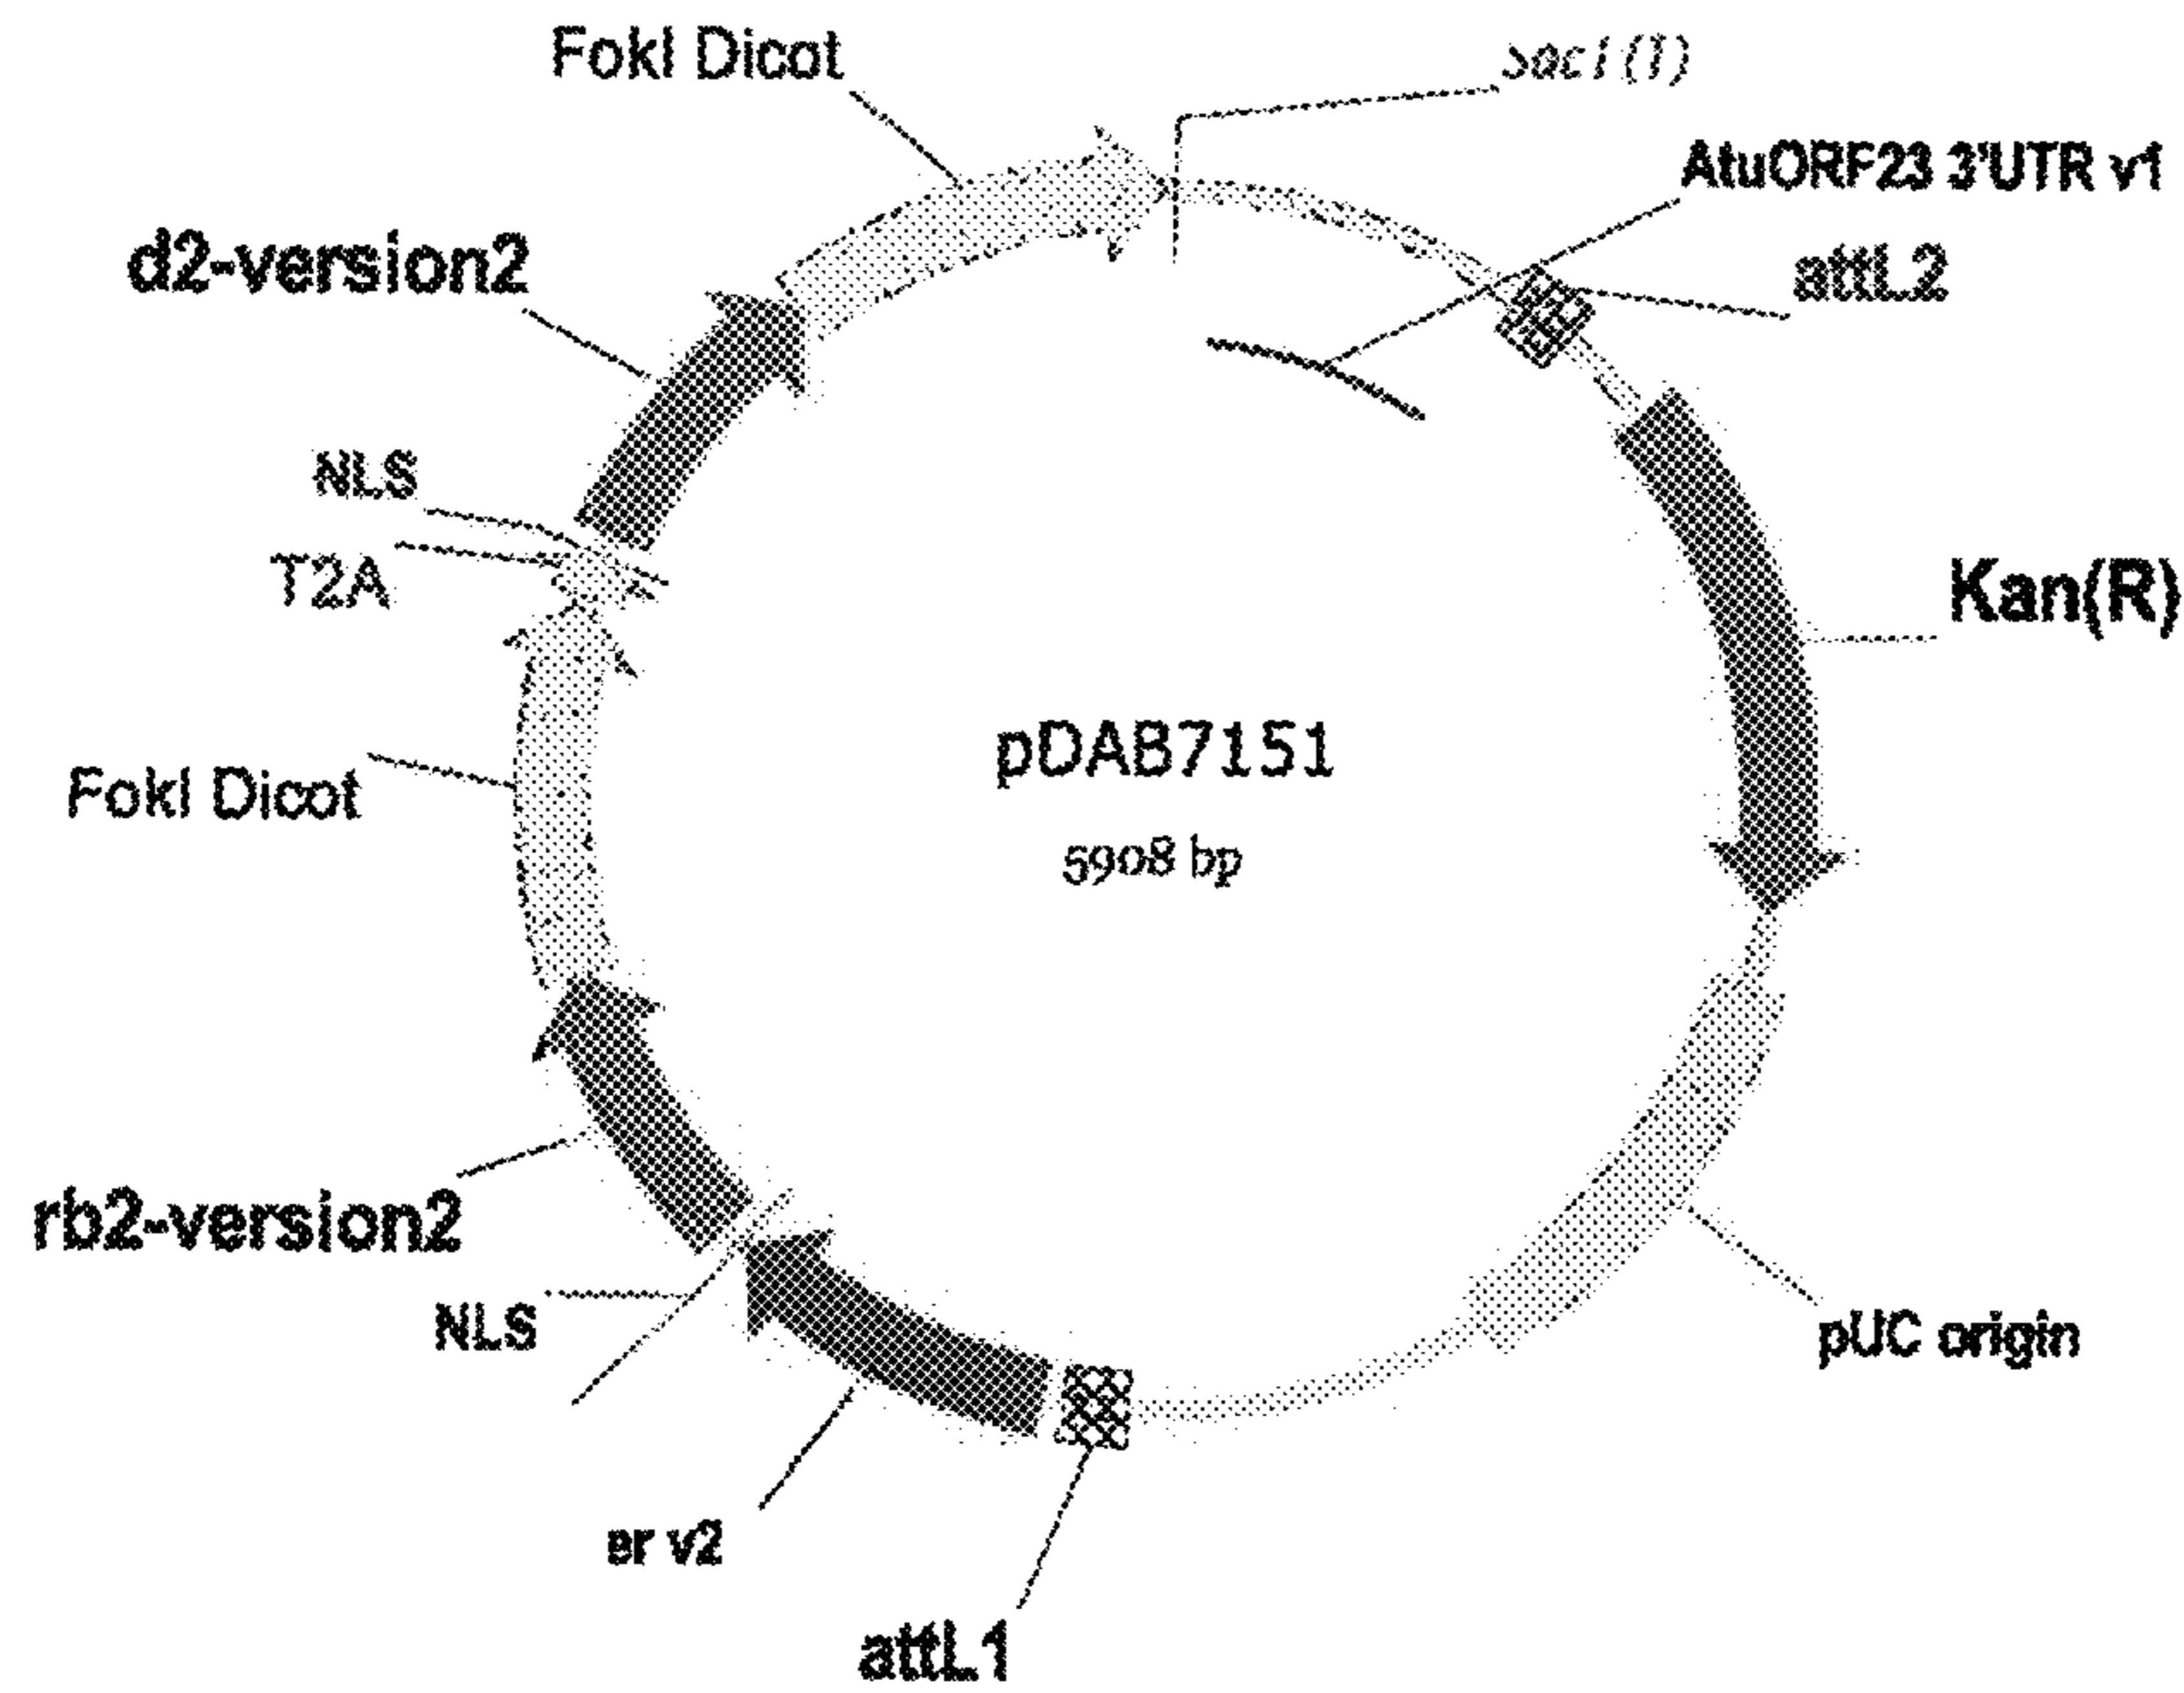 FokI Dicot
SacI (1)
AtuORF23 3'UTR v1
d2-version2
attL2
NLS
T2A
Kan(R)
pDAB7151
5908 bp
FokI Dicot
rb2-version2
NLS
pUC origin
er v2
attL1